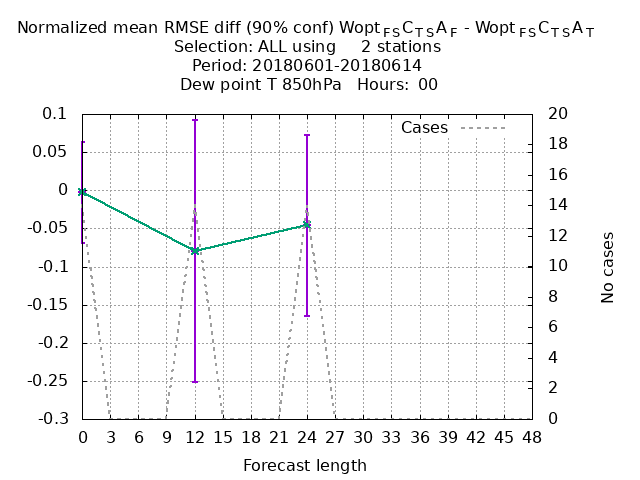 Normalized mean RMSE diff (90% conf) Wopt FS C T S A F - Wopt FS C T S A T
Selection: ALL using 2 stations
Period: 20180601-20180614
Dew point T 850hPa Hours: 00
Cases
0.1
0.05
0
-0.05
-0.1
-0.15
-0.2
-0.25
-0.3
20
18
16
14
12
10
8
6
4
2
0
No cases
0 3 6 9 12 15 18 21 24 27 30 33 36 39 42 45 48
Forecast length